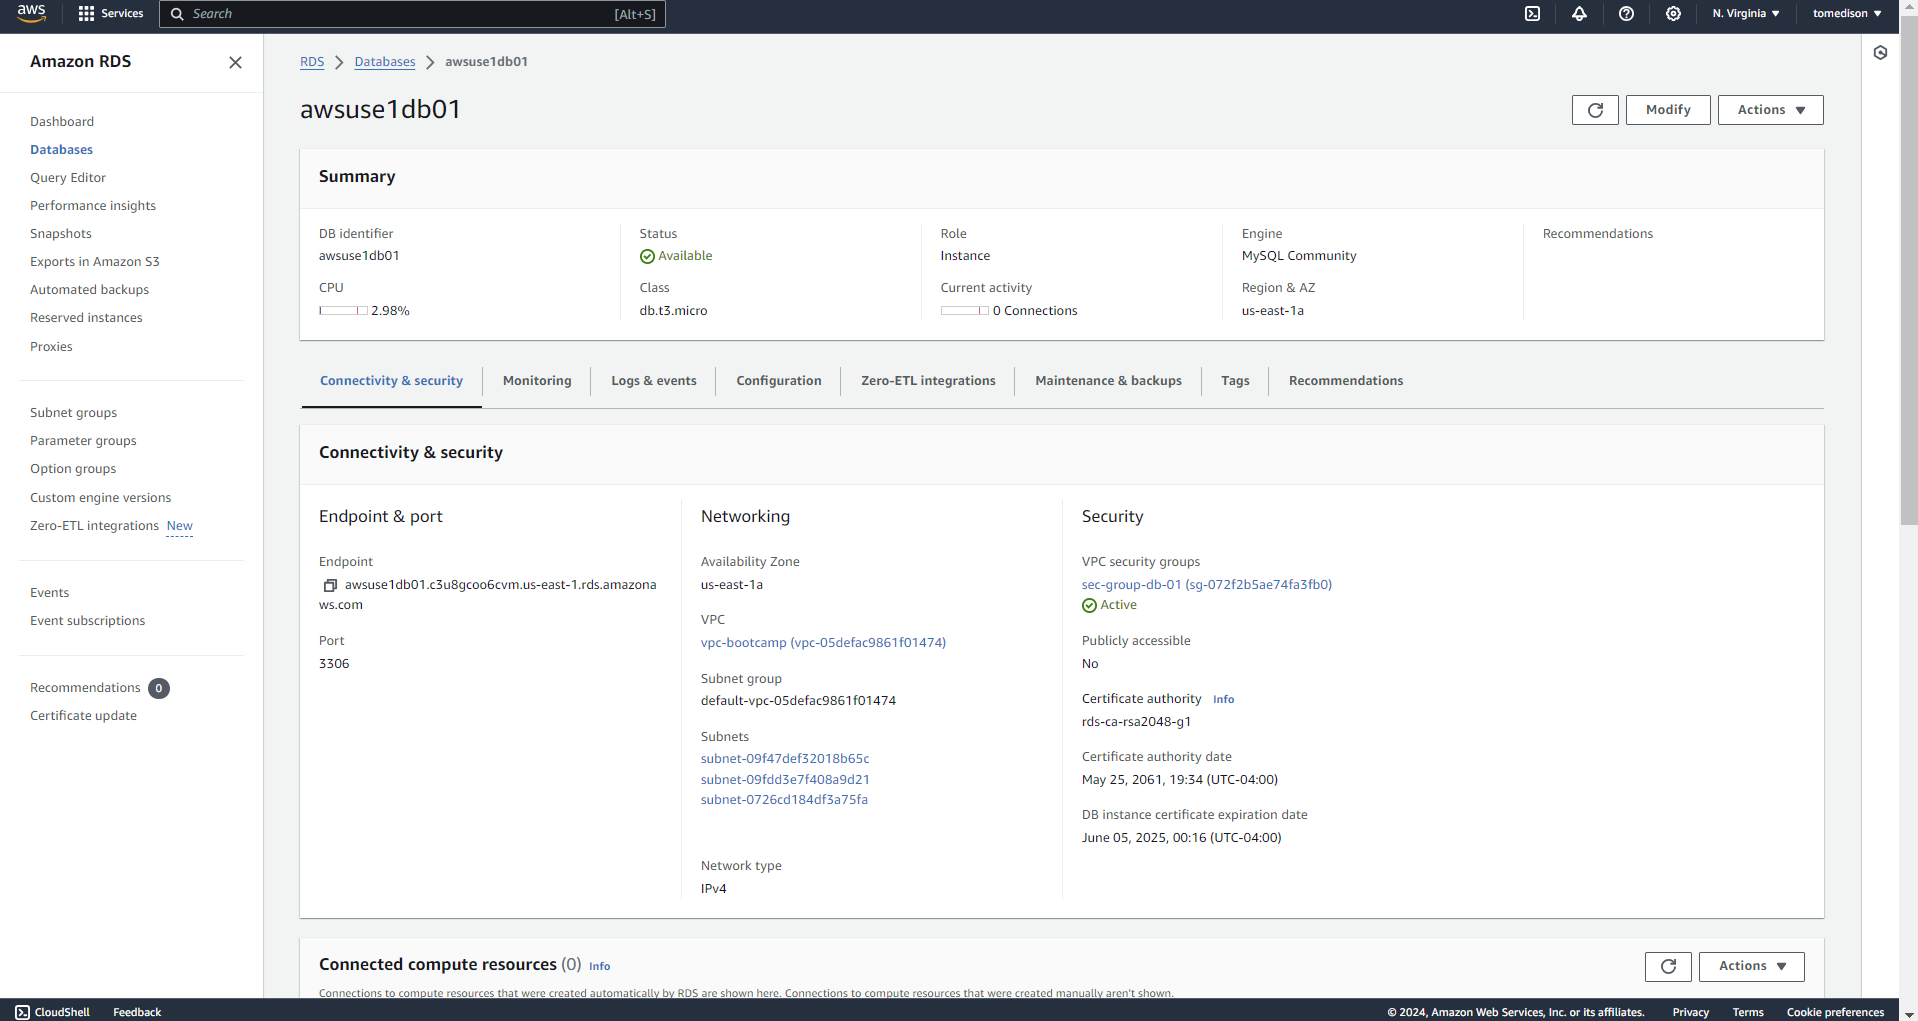 aws
Services
Search
[Alt+S]
N. Virginia
tomedison
Amazon RDS
Dashboard
Databases
Query Editor
Performance insights
Snapshots
Exports in Amazon S3
Automated backups
Reserved instances
Proxies
Subnet groups
Parameter groups
Option groups
Custom engine versions
Zero-ETL integrations New
Events
Event subscriptions
Recommendations 0
Certificate update
RDS
Databases
awsuse1db01
awsuse1db01
Modify
Actions
Summary
DB identifier
awsuse1db01
Status
Available
Role
Instance
Engine
MySQL Community
Recommendations
CPU
2.98%
Class
db.t3.micro
Current activity
0 Connections
Region & AZ
us-east-1a
Connectivity & security
Monitoring
Logs & events
Configuration
Zero-ETL integrations
Maintenance & backups
Tags
Recommendations
Connectivity & security
Endpoint & port
Endpoint
awsuse1db01.c3u8gcoo6cvm.us-east-1.rds.amazona
ws.com
Port
3306
Networking
Availability Zone
us-east-1a
VPC
vpc-bootcamp (vpc-05defac9861f01474)
Subnet group
default-vpc-05defac9861f01474
Subnets
subnet-09f47def32018b65c
subnet-09fdd3e7f408a9d21
subnet-0726cd184df3a75fa
Network type
IPv4
Security
VPC security groups
sec-group-db-01 (sg-072f2b5ae74fa3fb0)
Active
Publicly accessible
No
Certificate authority Info
rds-ca-rsa2048-g1
Certificate authority date
May 25, 2061, 19:34 (UTC-04:00)
DB instance certificate expiration date
June 05, 2025, 00:16 (UTC-04:00)
Connected compute resources (0) Info
Actions
Connections to compute resources that were created automatically by RDS are shown here. Connections to compute resources that were created manually aren't shown.
CloudShell
Feedback
© 2024, Amazon Web Services, Inc. or its affiliates.
Privacy
Terms
Cookie preferences